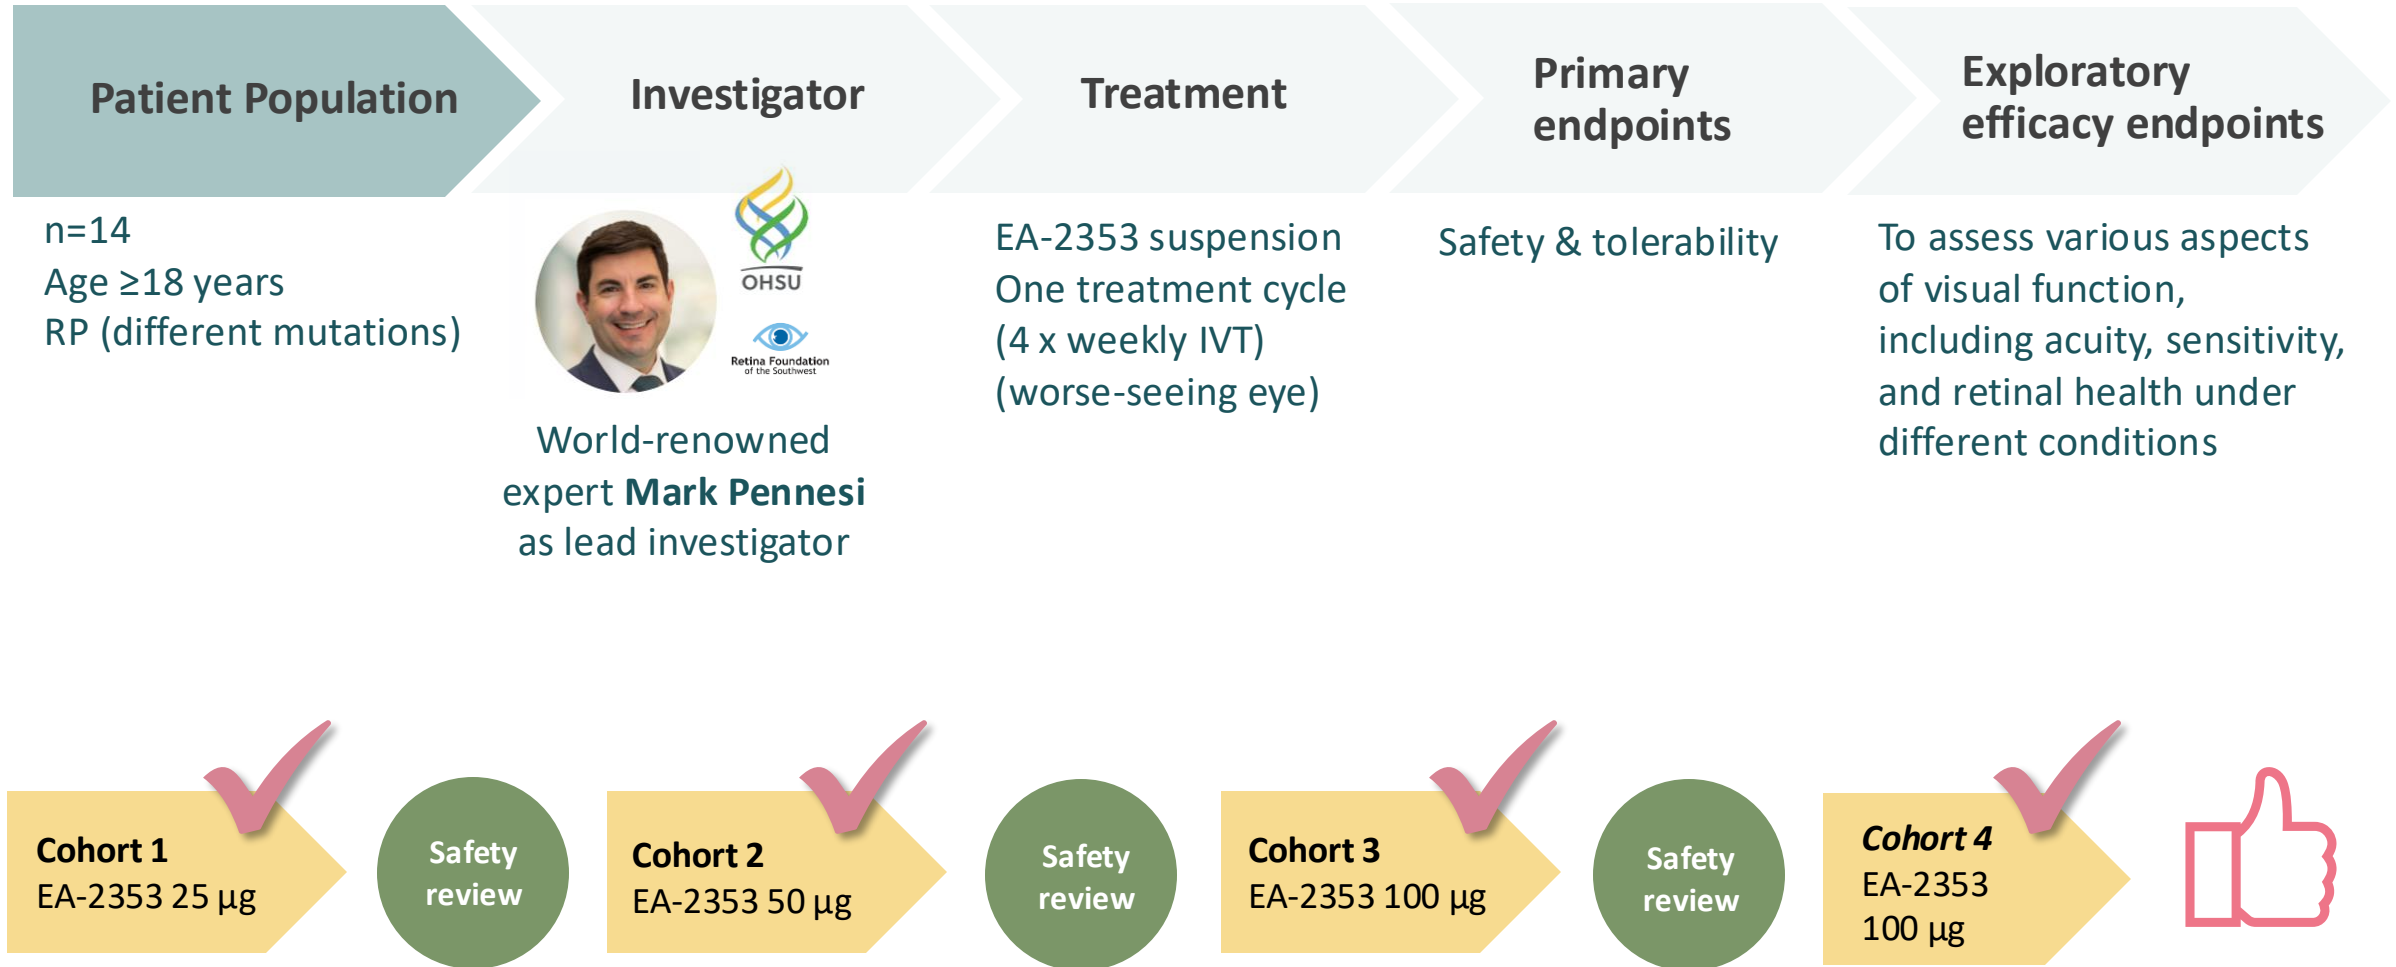 Patient Population
Investigator
Treatment
Primary
endpoints
Exploratory
efficacy endpoints
n=14
Age ≥18 years
RP (different mutations)
OHSU
Retina Foundation
of the Southwest
World-renowned
expert Mark Pennesi
as lead investigator
EA-2353 suspension
One treatment cycle
(4 x weekly IVT)
(worse-seeing eye)
Safety & tolerability
To assess various aspects
of visual function,
including acuity, sensitivity,
and retinal health under
different conditions
Cohort 1
EA-2353 25 µg
Safety
review
Cohort 2
EA-2353 50 µg
Safety
review
Cohort 3
EA-2353 100 µg
Safety
review
Cohort 4
EA-2353
100 µg